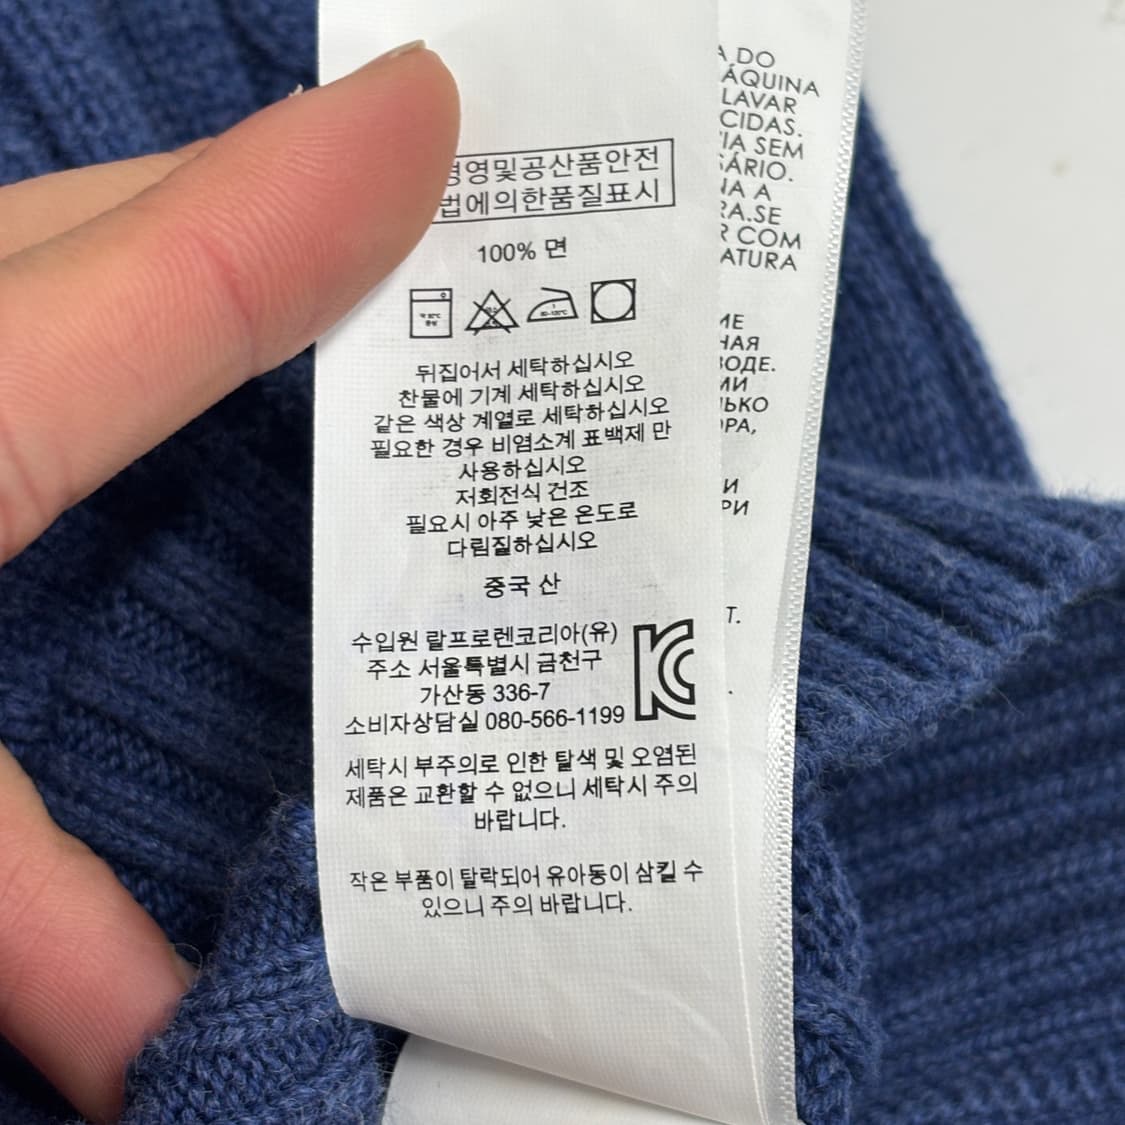 경영및공산품안전
법에의한품질표시
100% 면
뒤집어서 세탁하십시오
찬물에 기계 세탁하십시오
같은 색상 계열로 세탁하십시오
필요한 경우 비염소계 표백제 만
사용하십시오
저회전식 건조
필요시 아주 낮은 온도로
다림질하십시오
중국 산
수입원 랄프로렌코리아(유)
주소 서울특별시 금천구
가산동 336-7
소비자상담실 080-566-1199
세탁시 부주의로 인한 탈색 및 오염된
제품은 교환할 수 없으니 세탁시 주의
바랍니다.
작은 부품이 탈락되어 유아동이 삼킬 수
있으니 주의 바랍니다.
DO
ÁQUINA
LAVAR
CIDAS.
IA SEM
ÁRIO.
NA A
RA.SE
R COM
ATURA
НАЯ
ВОДЕ.
МИ
ЛЬКО
ОРА,
И
РИ
T.